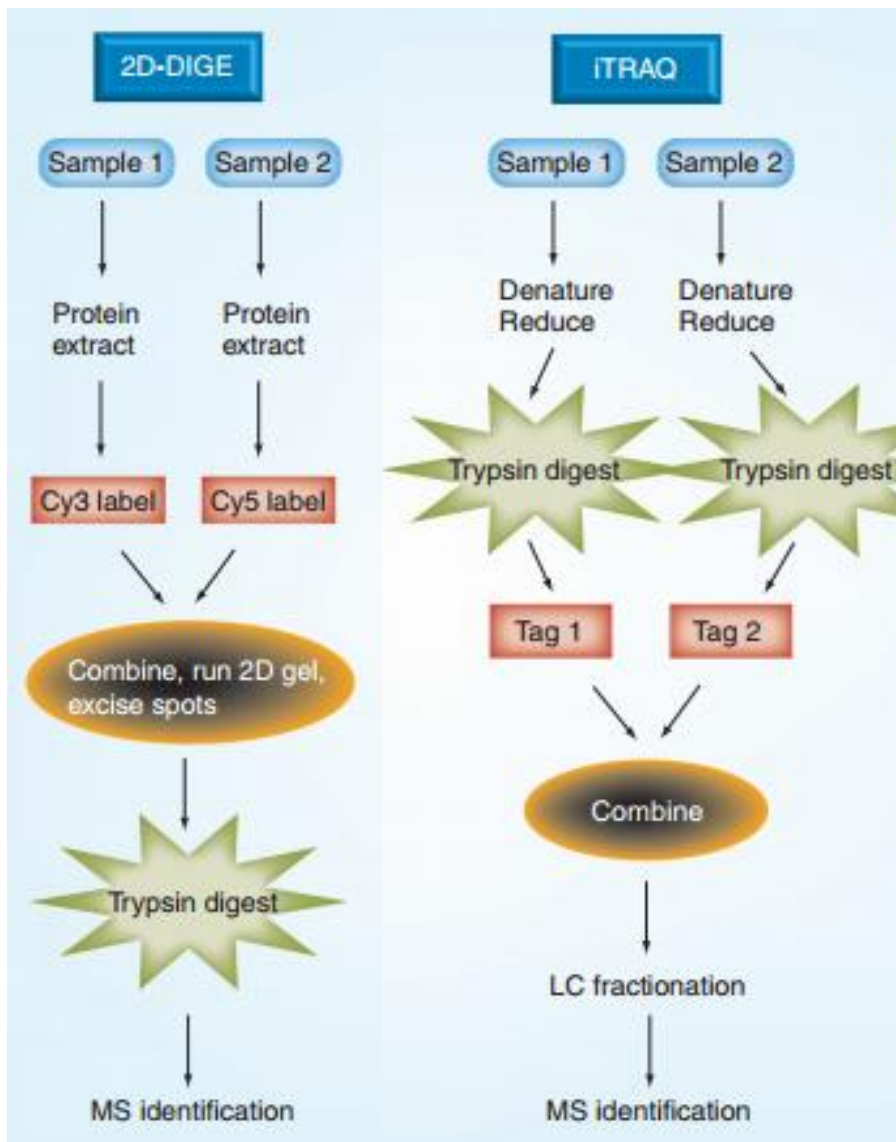 2D-DIGE
Sample 1
Sample 2
Protein
extract
Protein
extract
Cy3 label
Cy5 label
Combine, run 2D gel,
excise spots
Trypsin digest
MS identification
iTRAQ
Sample 1
Sample 2
Denature
Reduce
Denature
Reduce
Trypsin digest
Trypsin digest
Tag 1
Tag 2
Combine
LC fractionation
MS identification